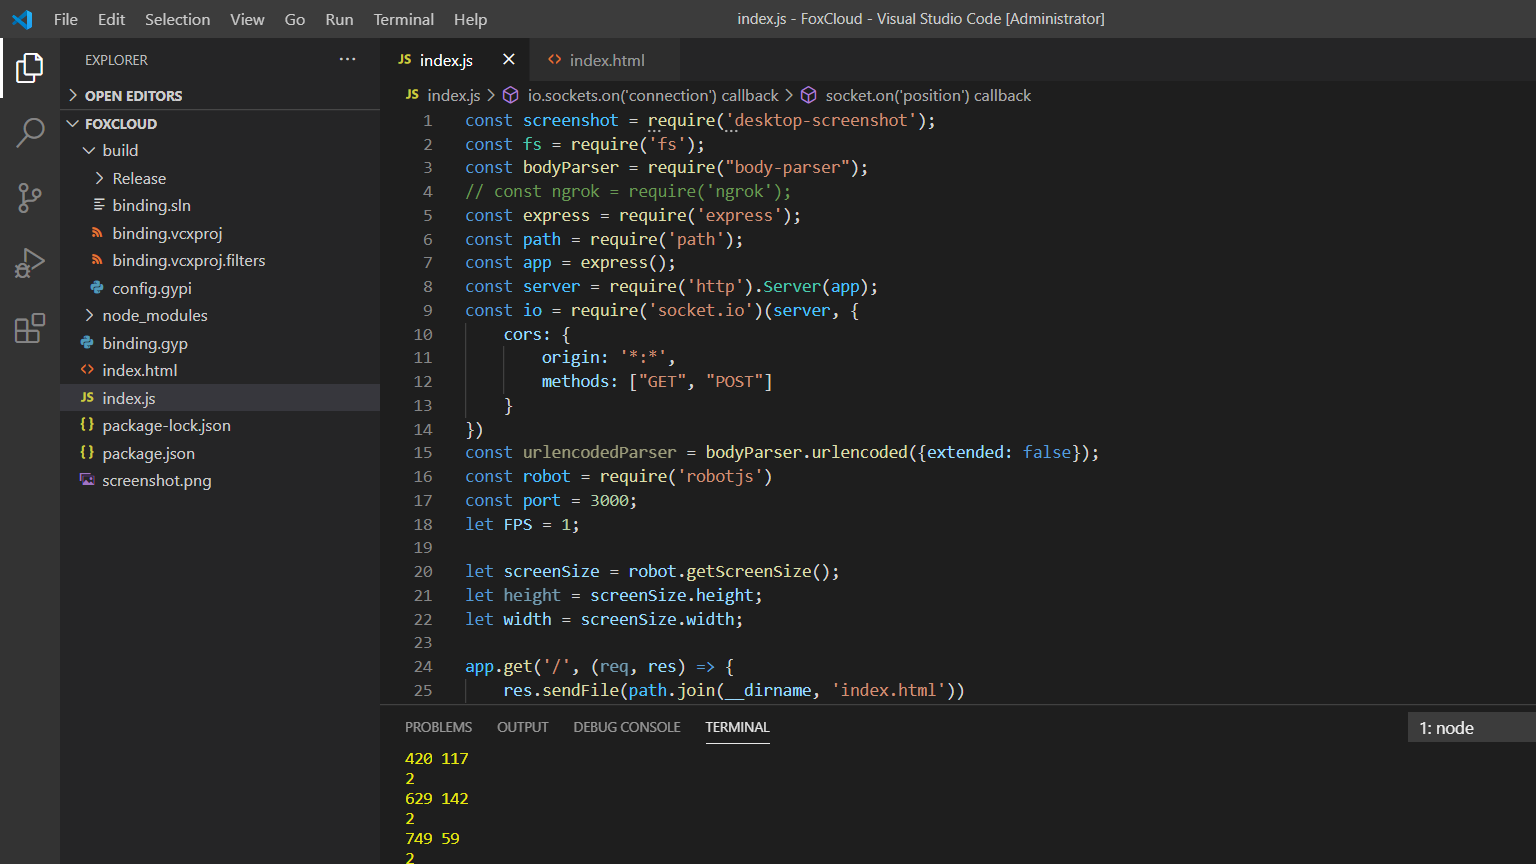 File Edit Selection View Go Run Terminal Help
index.js - FoxCloud - Visual Studio Code [Administrator]
EXPLORER ···
OPEN EDITORS
FOXCLOUD
build
Release
binding.sln
binding.vcxproj
binding.vcxproj.filters
config.gypi
node_modules
binding.gyp
index.html
JS index.js
{} package-lock.json
{} package.json
screenshot.png
JS index.js × <> index.html
JS index.js > io.sockets.on('connection') callback > socket.on('position') callback
1 const screenshot = require('desktop-screenshot');
2 const fs = require('fs');
3 const bodyParser = require("body-parser");
4 // const ngrok = require('ngrok');
5 const express = require('express');
6 const path = require('path');
7 const app = express();
8 const server = require('http').Server(app);
9 const io = require('socket.io')(server, {
10 cors: {
11 origin: '*:*',
12 methods: ["GET", "POST"]
13 }
14 })
15 const urlencodedParser = bodyParser.urlencoded({extended: false});
16 const robot = require('robotjs')
17 const port = 3000;
18 let FPS = 1;
19
20 let screenSize = robot.getScreenSize();
21 let height = screenSize.height;
22 let width = screenSize.width;
23
24 app.get('/', (req, res) => {
25 res.sendFile(path.join(__dirname, 'index.html'))
PROBLEMS OUTPUT DEBUG CONSOLE TERMINAL 1: node
420 117
2
629 142
2
749 59
2